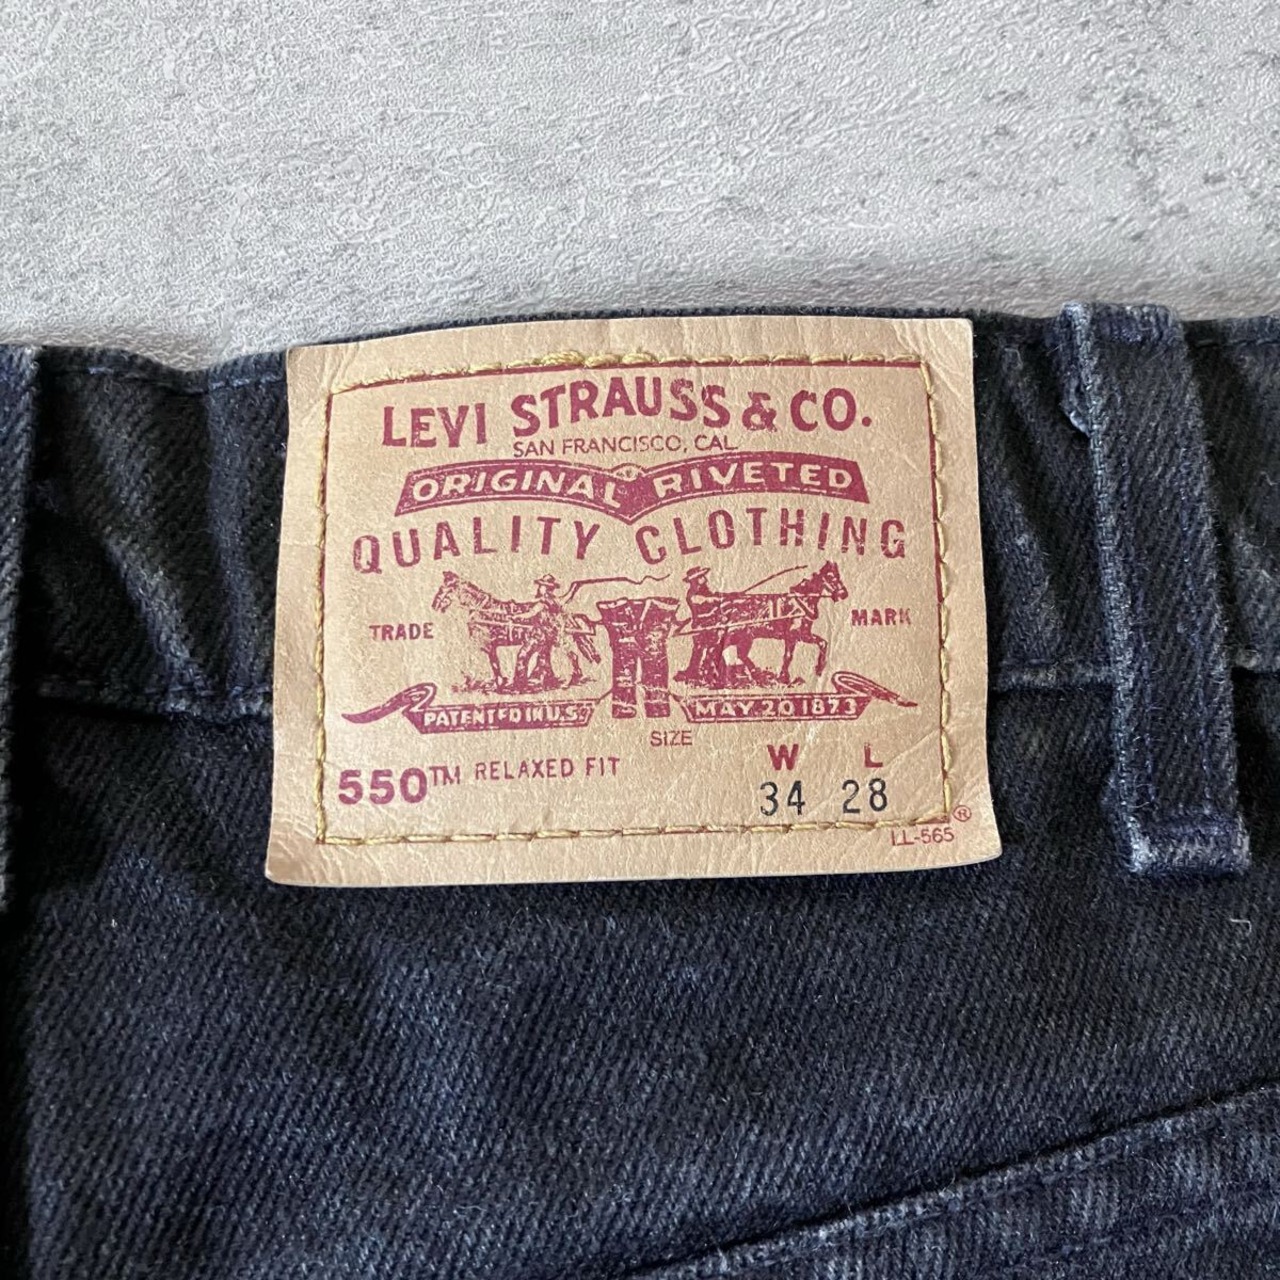 LEVI STRAUSS & CO.
SAN FRANCISCO, CAL.
ORIGINAL RIVETED
QUALITY CLOTHING
TRADE MARK
PATENTED IN U.S. MAY 20 1873
SIZE
550™ RELAXED FIT W L
34 28
®
LL-565